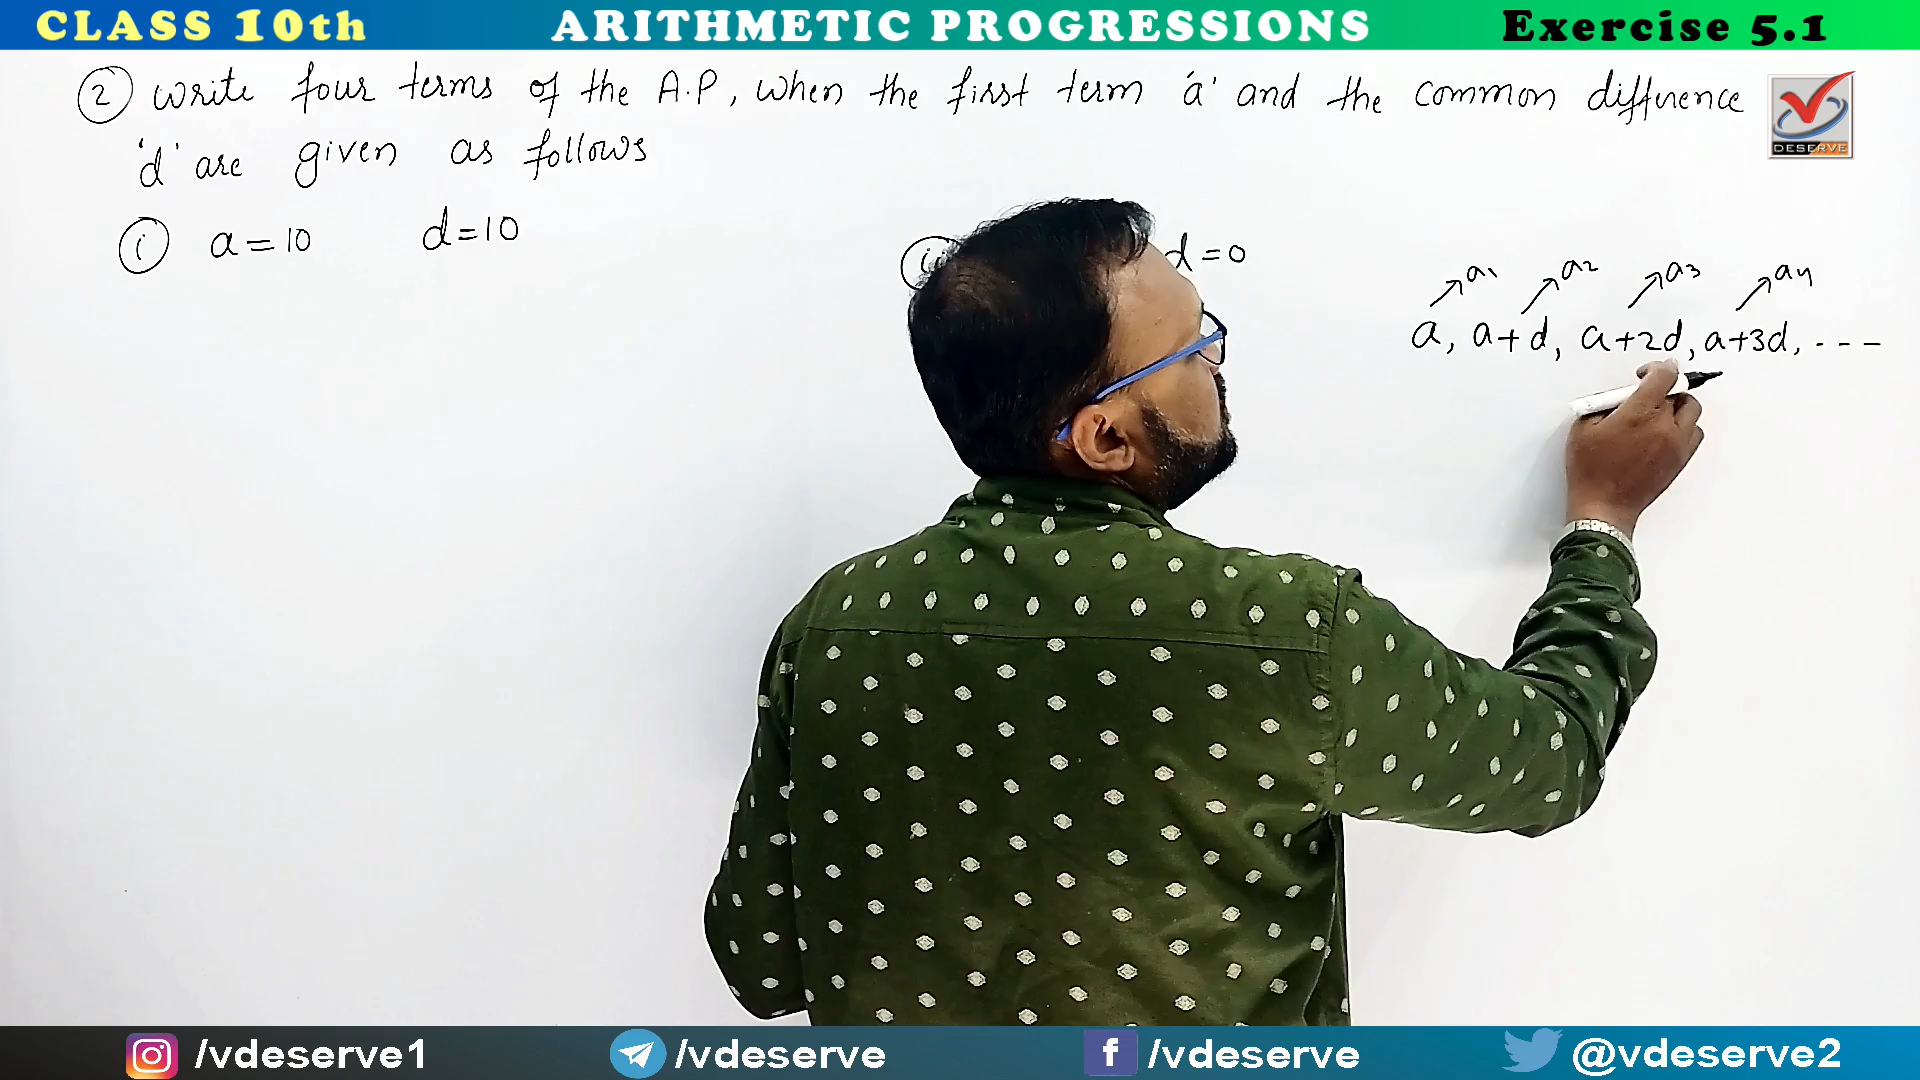 CLASS 10th ARITHMETIC PROGRESSIONS Exercise 5.1
② Write four terms of the A.P, when the first term 'a' and the common difference
'd' are given as follows
DESERVE
ⓘ a=10 d=10
d=0
a1 a2 a3 a4
a, a+d, a+2d, a+3d, ---
/vdeserve1 /vdeserve /vdeserve @vdeserve2